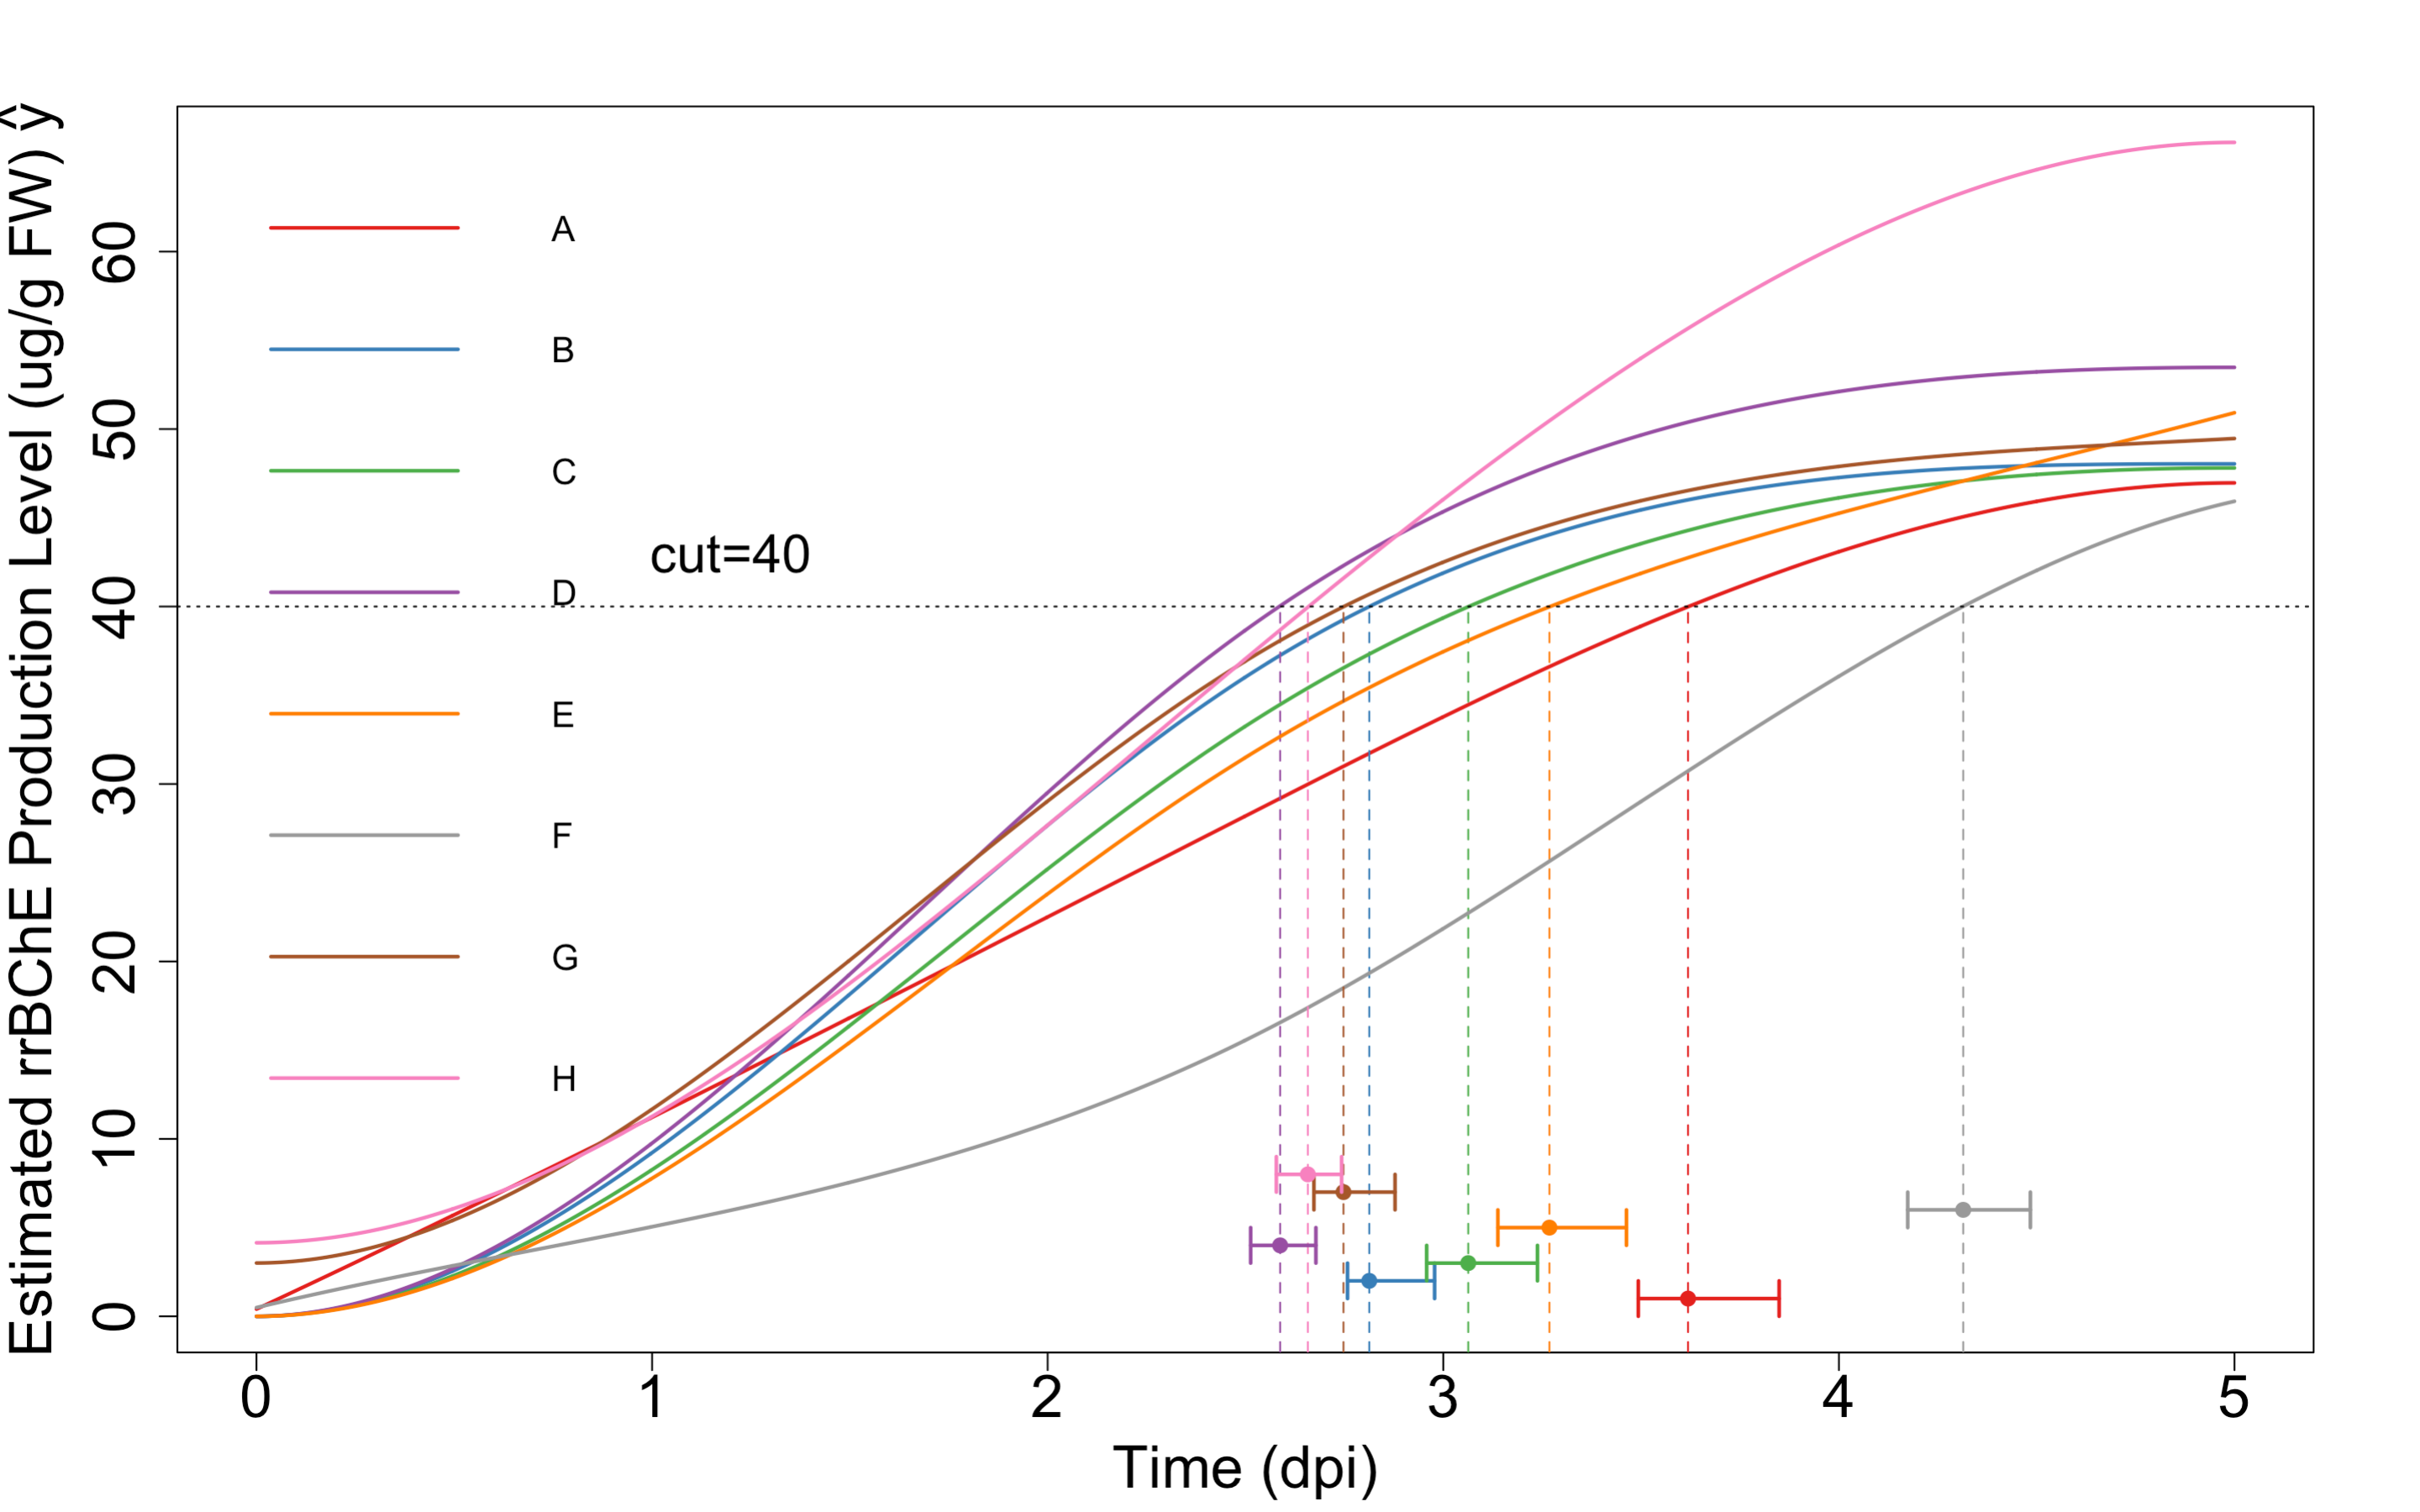 Estimated rrBChE Production Level (ug/g FW) ŷ
60
50
40
30
20
10
0
A
B
C
cut=40
D
E
F
G
H
0 1 2 3 4 5
Time (dpi)